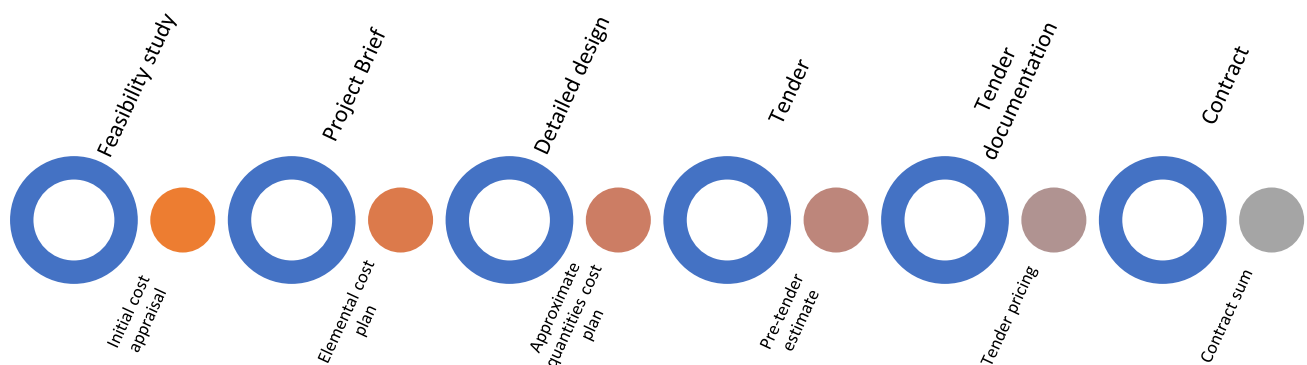 Feasibility study
Initial cost
appraisal
Project Brief
Elemental cost
plan
Detailed design
Approximate
quantities cost
plan
Tender
Pre-tender
estimate
Tender
documentation
Tender pricing
Contract
Contract sum